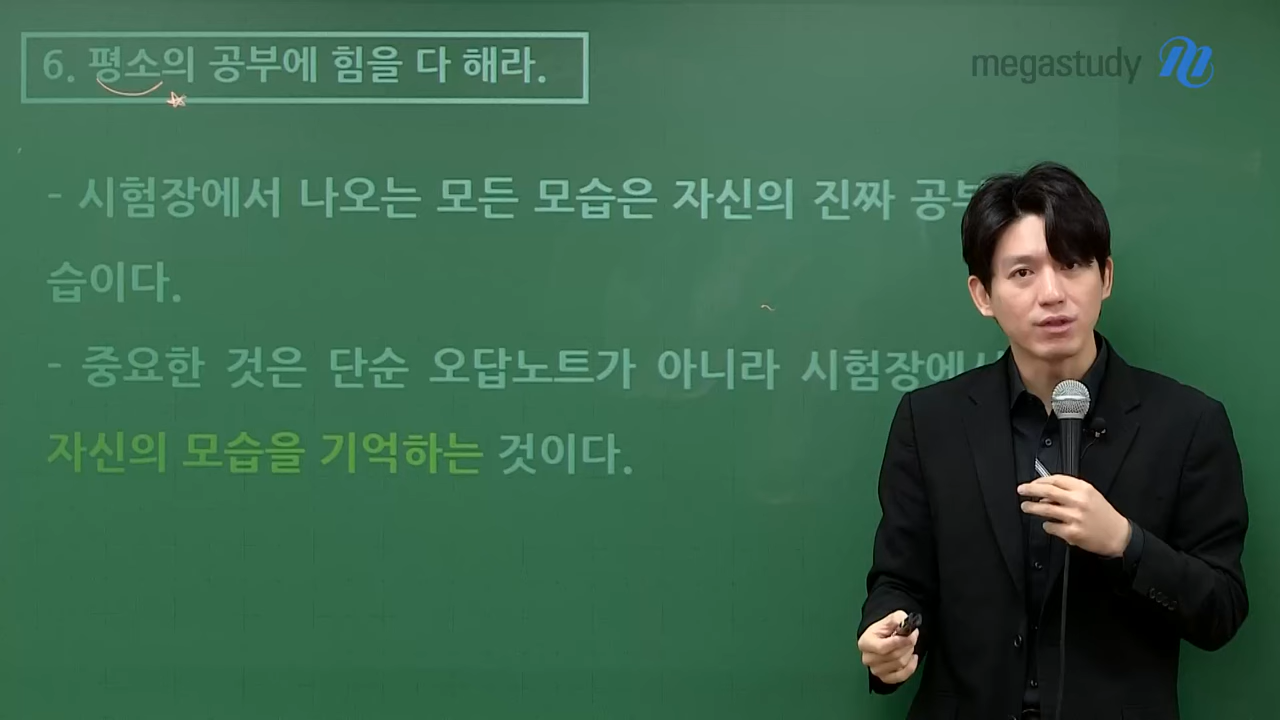 6. 평소의 공부에 힘을 다 해라.
megastudy
- 시험장에서 나오는 모든 모습은 자신의 진짜
습이다.
- 중요한 것은 단순 오답노트가 아니라 시험장에서
자신의 모습을 기억하는 것이다.